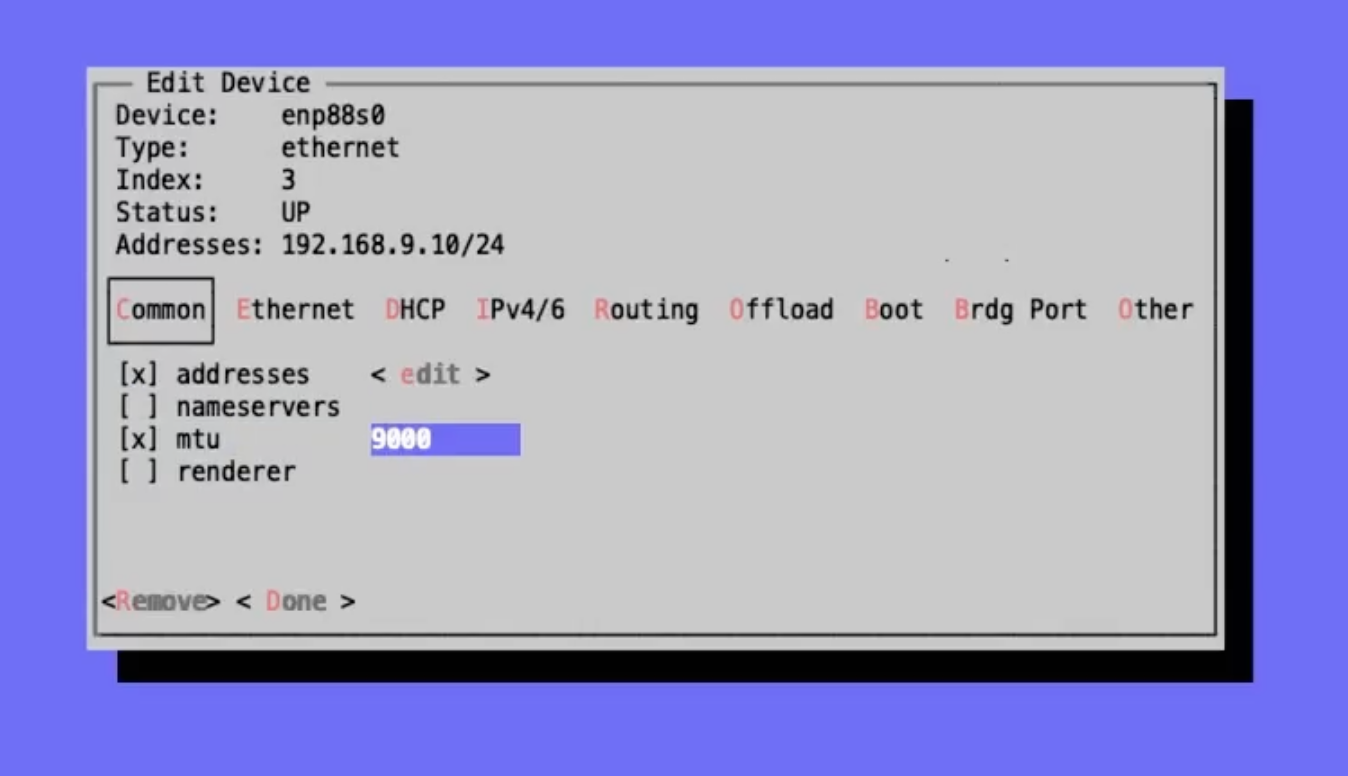 Edit Device
Device: enp88s0
Type: ethernet
Index: 3
Status: UP
Addresses: 192.168.9.10/24
Common Ethernet DHCP IPv4/6 Routing Offload Boot Brdg Port Other
[x] addresses < edit >
[ ] nameservers
[x] mtu 9000
[ ] renderer
<Remove> < Done >